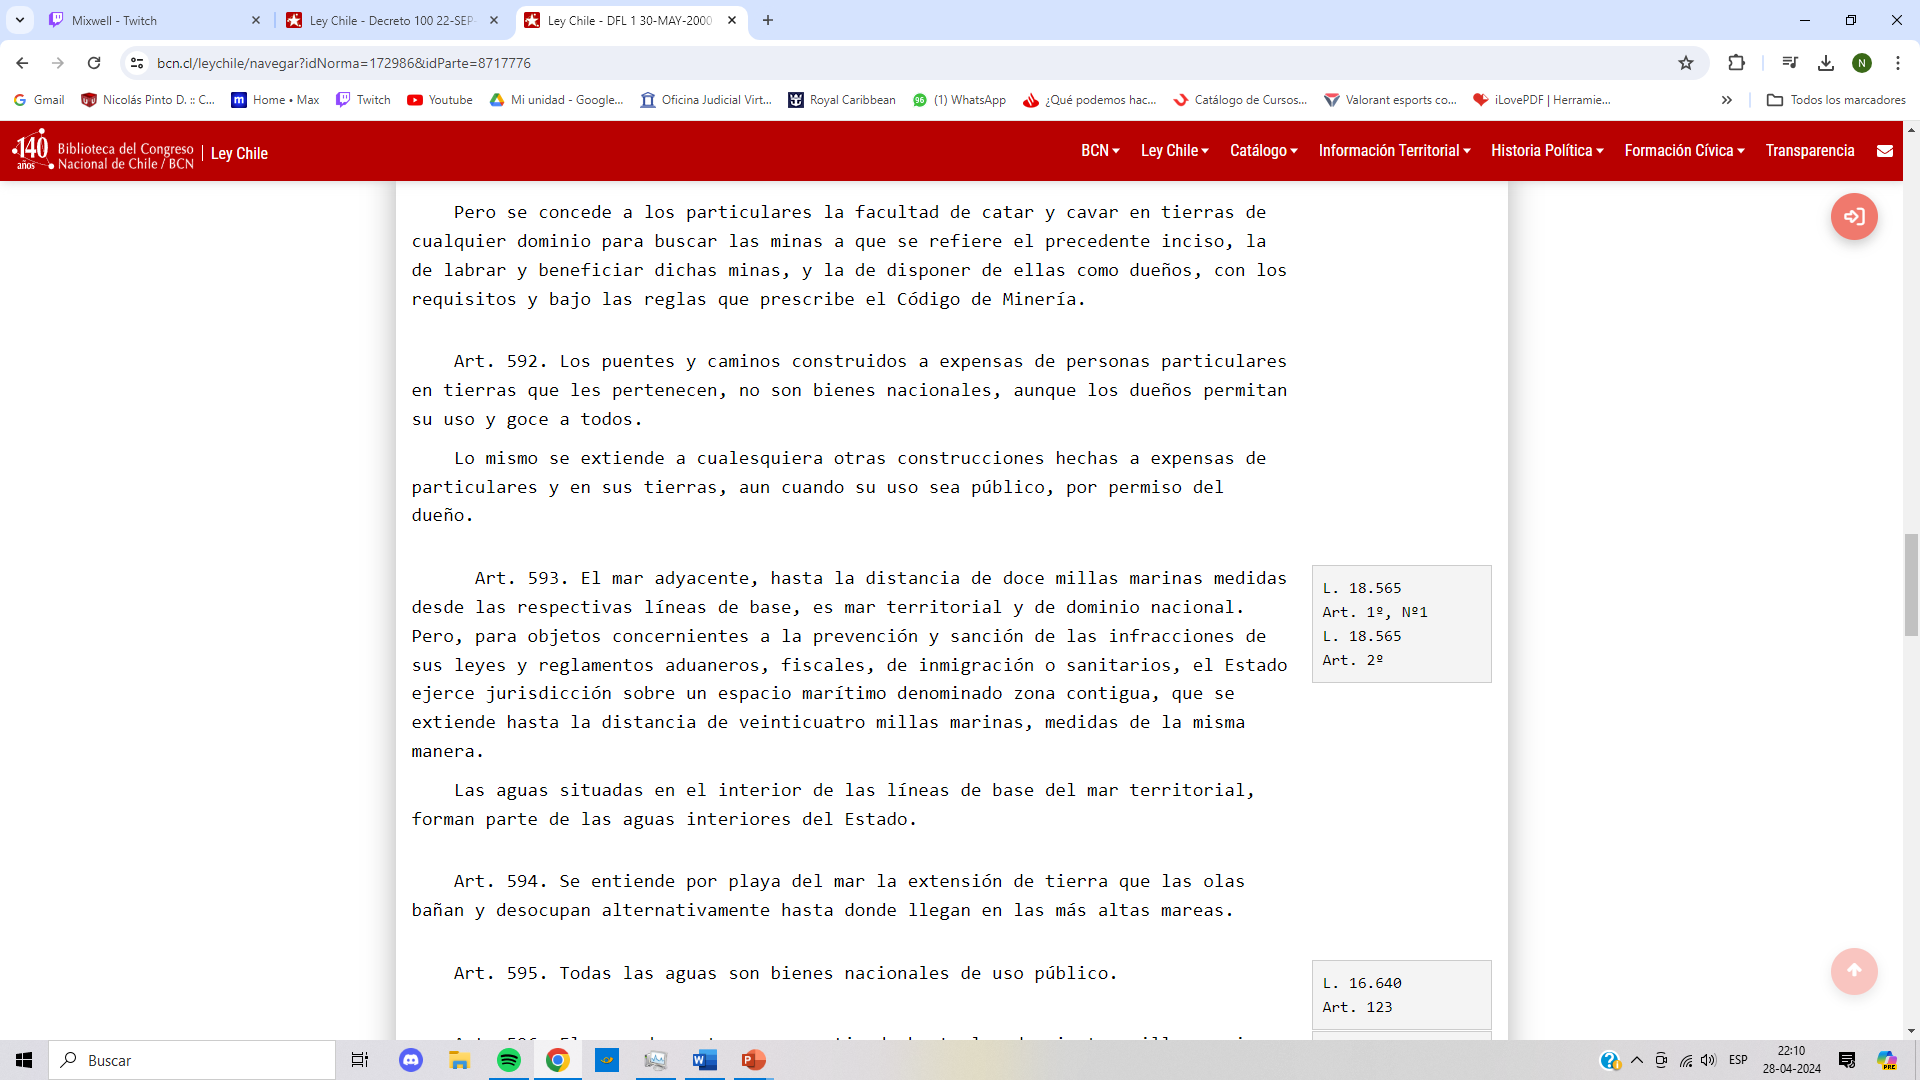 Mixwell - Twitch
Ley Chile - Decreto 100 22-SEP-
Ley Chile - DFL 1 30-MAY-2000
bcn.cl/leychile/navegar?idNorma=172986&idParte=8717776
N
Gmail
Nicolás Pinto D. :: C...
Home • Max
Twitch
Youtube
Mi unidad - Google...
Oficina Judicial Virt...
Royal Caribbean
(1) WhatsApp
¿Qué podemos hac...
Catálogo de Cursos...
Valorant esports co...
iLovePDF | Herramie...
Todos los marcadores
140 años
Biblioteca del Congreso
Nacional de Chile / BCN
Ley Chile
BCN
Ley Chile
Catálogo
Información Territorial
Historia Política
Formación Cívica
Transparencia
Pero se concede a los particulares la facultad de catar y cavar en tierras de
cualquier dominio para buscar las minas a que se refiere el precedente inciso, la
de labrar y beneficiar dichas minas, y la de disponer de ellas como dueños, con los
requisitos y bajo las reglas que prescribe el Código de Minería.
Art. 592. Los puentes y caminos construidos a expensas de personas particulares
en tierras que les pertenecen, no son bienes nacionales, aunque los dueños permitan
su uso y goce a todos.
Lo mismo se extiende a cualesquiera otras construcciones hechas a expensas de
particulares y en sus tierras, aun cuando su uso sea público, por permiso del
dueño.
Art. 593. El mar adyacente, hasta la distancia de doce millas marinas medidas
desde las respectivas líneas de base, es mar territorial y de dominio nacional.
Pero, para objetos concernientes a la prevención y sanción de las infracciones de
sus leyes y reglamentos aduaneros, fiscales, de inmigración o sanitarios, el Estado
ejerce jurisdicción sobre un espacio marítimo denominado zona contigua, que se
extiende hasta la distancia de veinticuatro millas marinas, medidas de la misma
manera.
L. 18.565
Art. 1º, Nº1
L. 18.565
Art. 2º
Las aguas situadas en el interior de las líneas de base del mar territorial,
forman parte de las aguas interiores del Estado.
Art. 594. Se entiende por playa del mar la extensión de tierra que las olas
bañan y desocupan alternativamente hasta donde llegan en las más altas mareas.
Art. 595. Todas las aguas son bienes nacionales de uso público.
L. 16.640
Art. 123
Buscar
ESP
22:10
28-04-2024